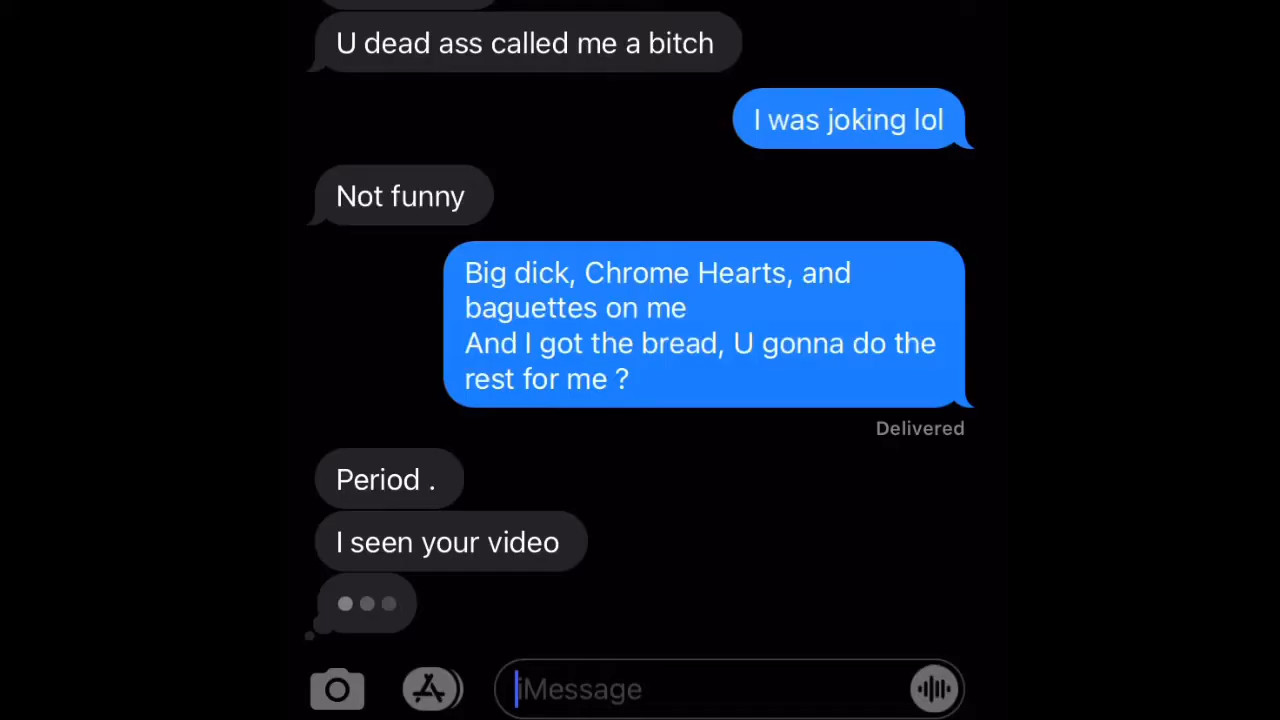 U dead ass called me a bitch
I was joking lol
Not funny
Big dick, Chrome Hearts, and
baguettes on me
And I got the bread, U gonna do the
rest for me ?
Delivered
Period .
I seen your video
iMessage